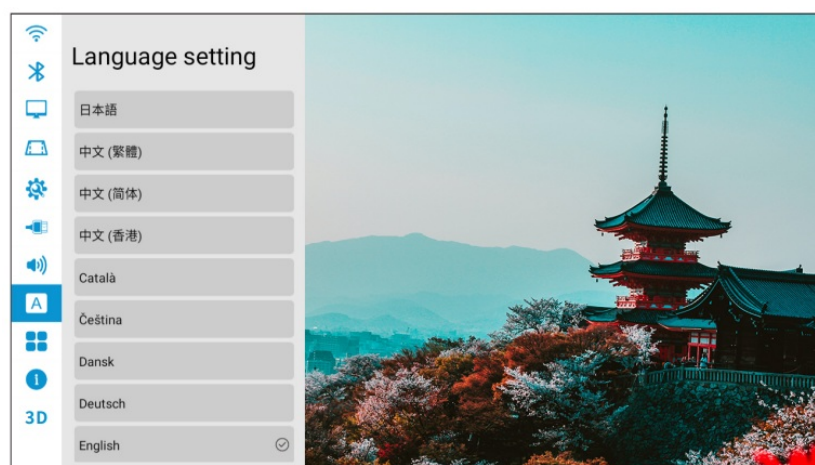 Language setting
日本語
中文 (繁體)
中文 (简体)
中文 (香港)
Català
Čeština
Dansk
Deutsch
English
A
3D